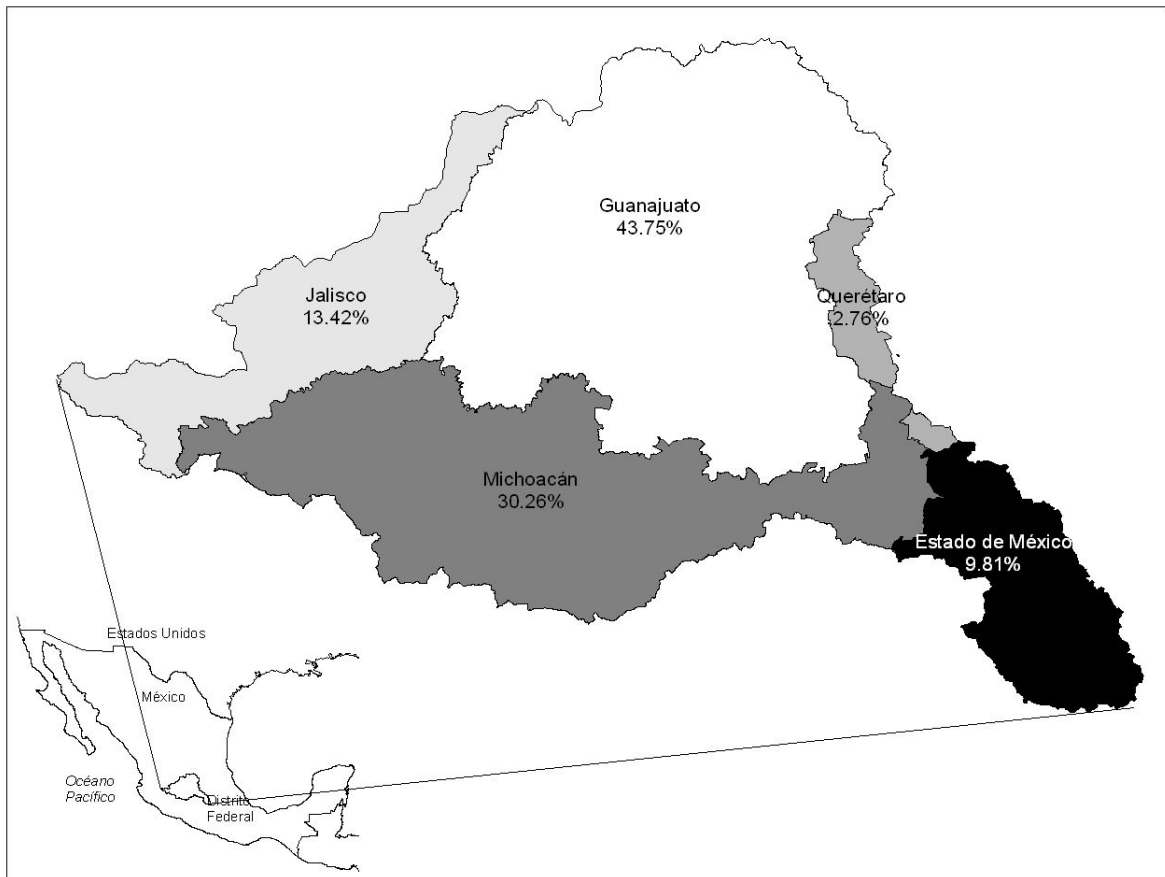 Guanajuato
43.75%
Jalisco
13.42%
Querétaro
2.76%
Michoacán
30.26%
Estado de México
9.81%
Estados Unidos
México
Océano
Pacífico
Distrito
Federal